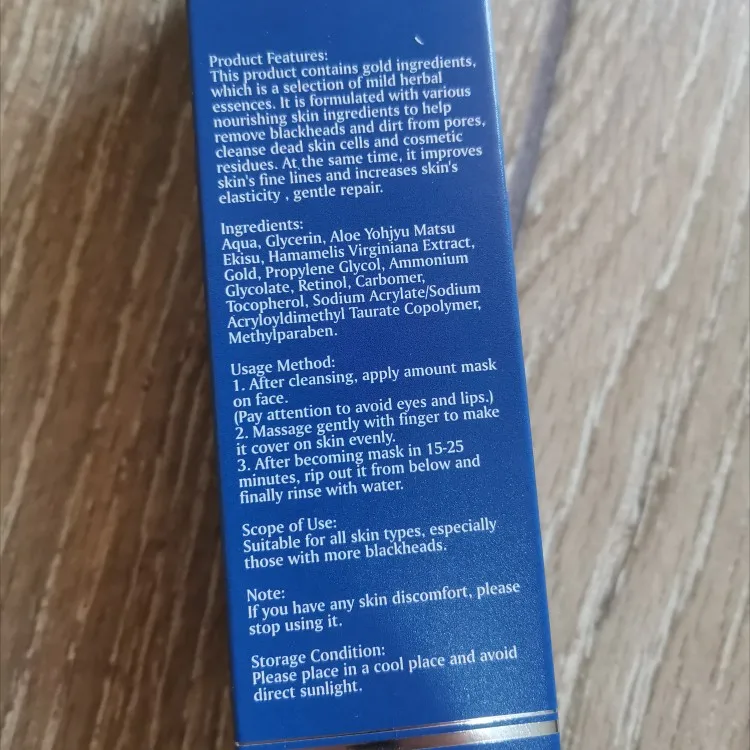 Product Features:
This product contains gold ingredients,
which is a selection of mild herbal
essences. It is formulated with various
nourishing skin ingredients to help
remove blackheads and dirt from pores,
cleanse dead skin cells and cosmetic
residues. At the same time, it improves
skin's fine lines and increases skin's
elasticity , gentle repair.
Ingredients:
Aqua, Glycerin, Aloe Yohjyu Matsu
Ekisu, Hamamelis Virginiana Extract,
Gold, Propylene Glycol, Ammonium
Glycolate, Retinol, Carbomer,
Tocopherol, Sodium Acrylate/Sodium
Acryloyldimethyl Taurate Copolymer,
Methylparaben.
Usage Method:
1. After cleansing, apply amount mask
on face.
(Pay attention to avoid eyes and lips.)
2. Massage gently with finger to make
it cover on skin evenly.
3. After becoming mask in 15-25
minutes, rip out it from below and
finally rinse with water.
Scope of Use:
Suitable for all skin types, especially
those with more blackheads.
Note:
If you have any skin discomfort, please
stop using it.
Storage Condition:
Please place in a cool place and avoid
direct sunlight.